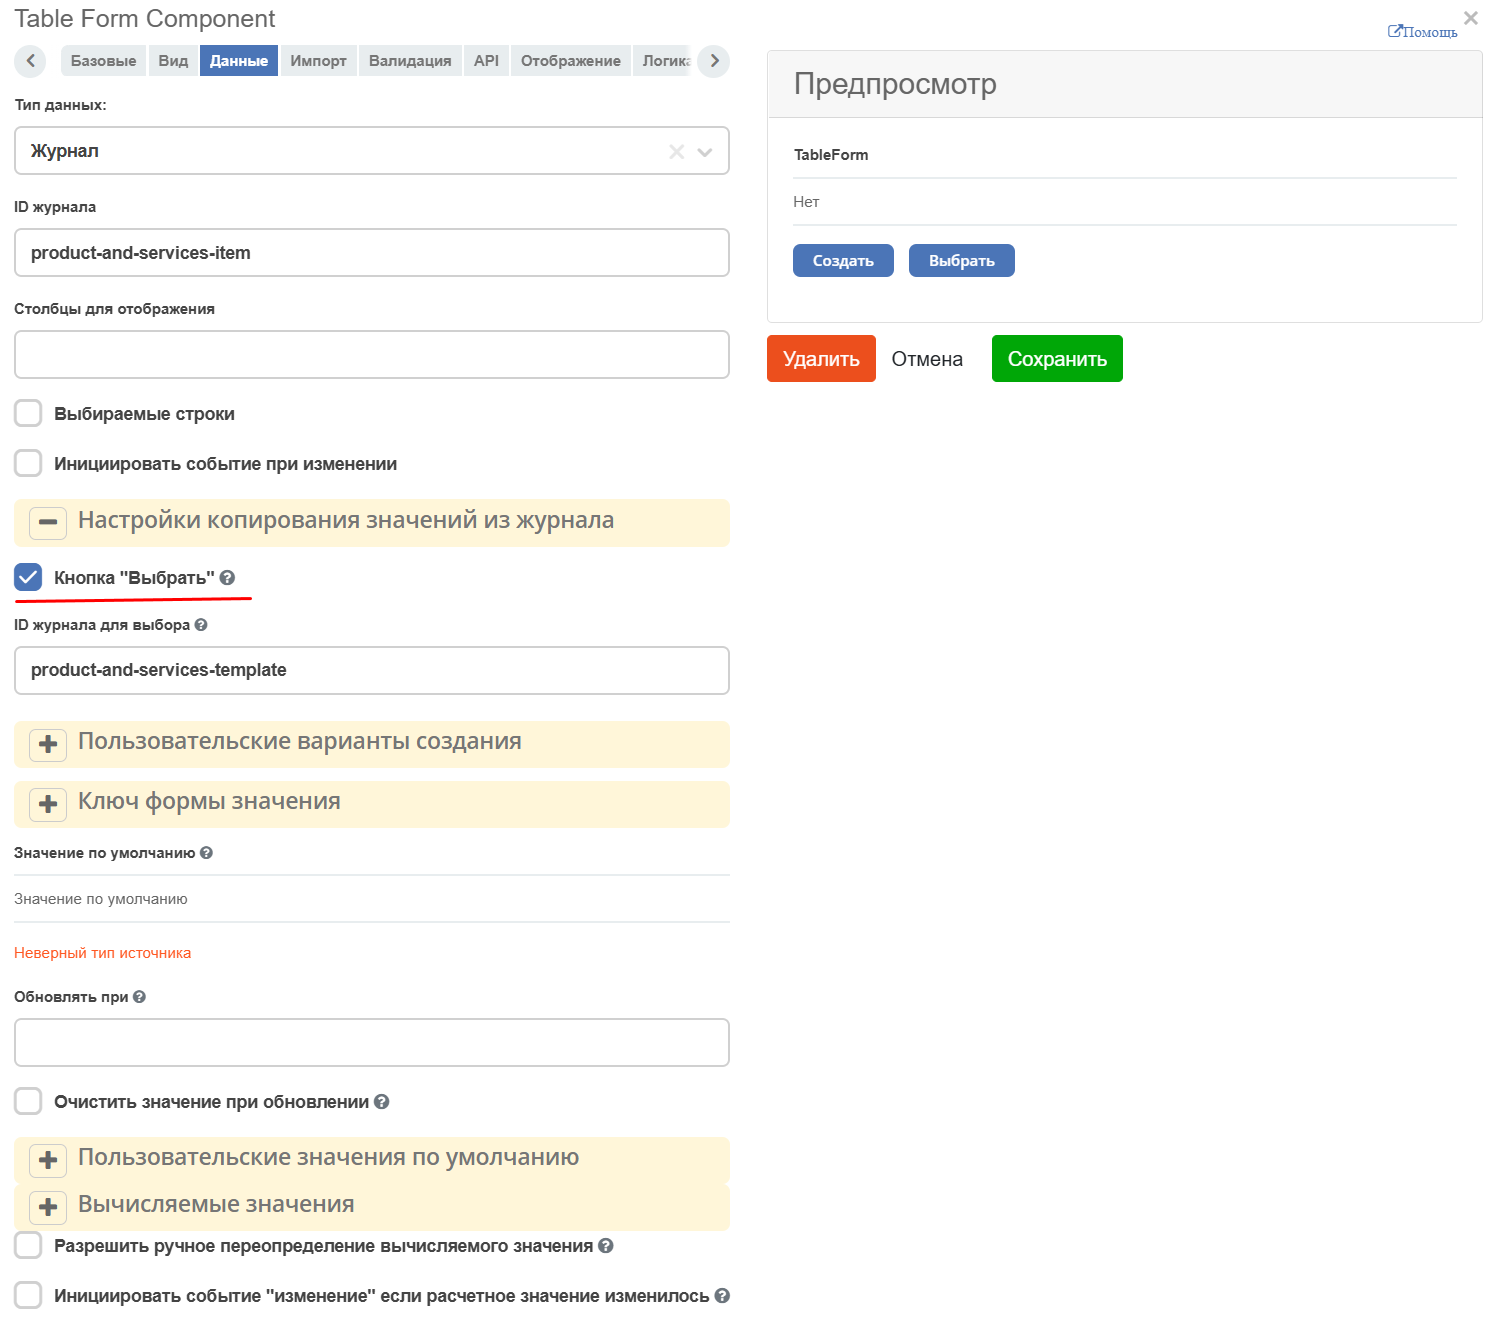 Table Form Component
Помощь
Базовые Вид Данные Импорт Валидация API Отображение Логика
Тип данных:
Журнал
ID журнала
product-and-services-item
Столбцы для отображения
Выбираемые строки
Инициировать событие при изменении
Настройки копирования значений из журнала
Кнопка "Выбрать"
ID журнала для выбора
product-and-services-template
Пользовательские варианты создания
Ключ формы значения
Значение по умолчанию
Значение по умолчанию
Неверный тип источника
Обновлять при
Очистить значение при обновлении
Пользовательские значения по умолчанию
Вычисляемые значения
Разрешить ручное переопределение вычисляемого значения
Инициировать событие "изменение" если расчетное значение изменилось
Предпросмотр
TableForm
Нет
Создать Выбрать
Удалить Отмена Сохранить